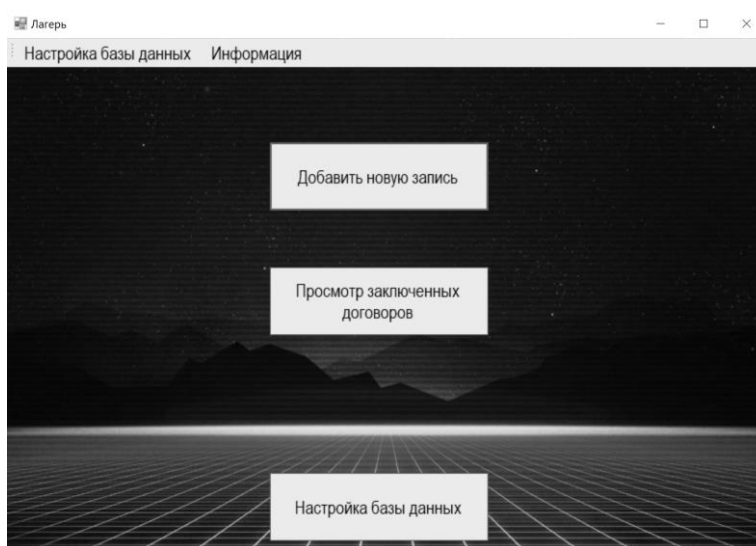 Лагерь
Настройка базы данных Информация
Добавить новую запись
Просмотр заключенных
договоров
Настройка базы данных